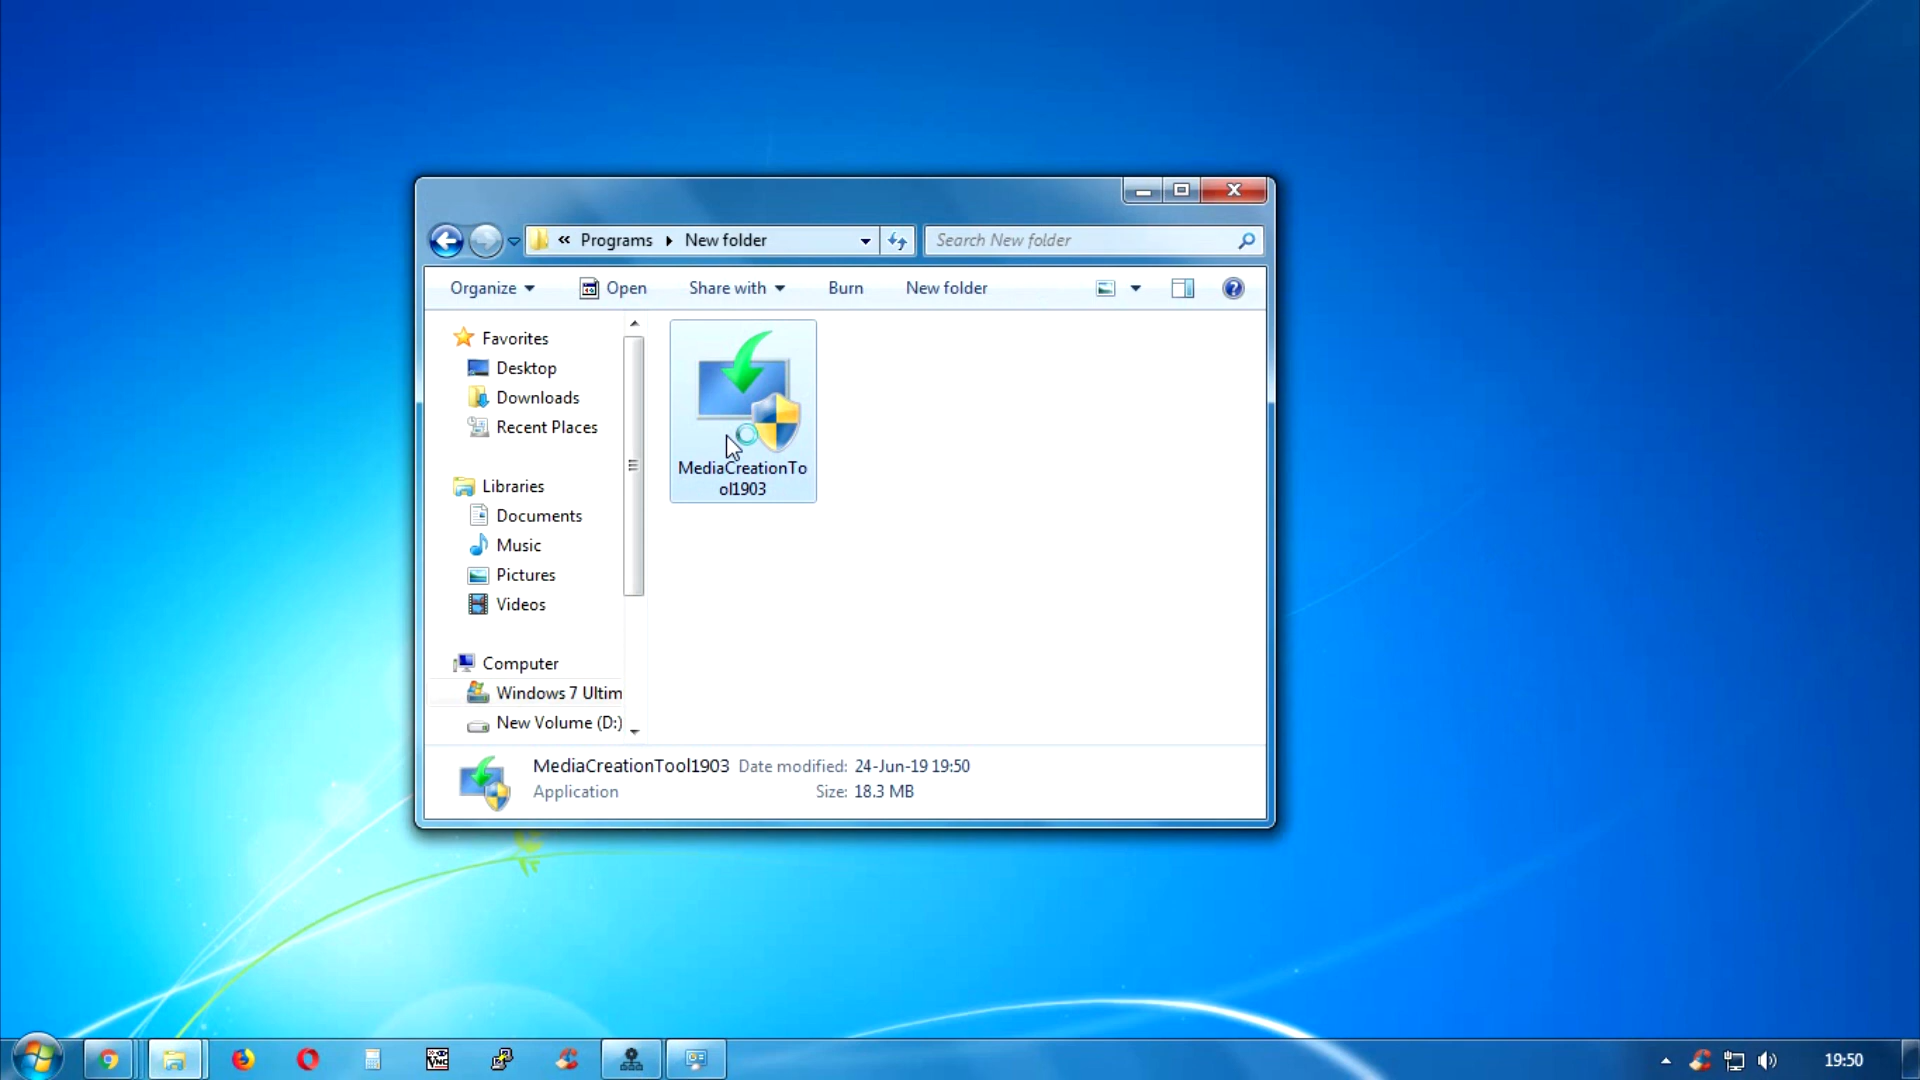 « Programs New folder
Search New folder
Organize Open Share with Burn New folder
Favorites
Desktop
Downloads
Recent Places
Libraries
Documents
Music
Pictures
Videos
Computer
Windows 7 Ultim
New Volume (D:)
MediaCreationTo
ol1903
MediaCreationTool1903 Date modified: 24-Jun-19 19:50
Application Size: 18.3 MB
VNC
19:50